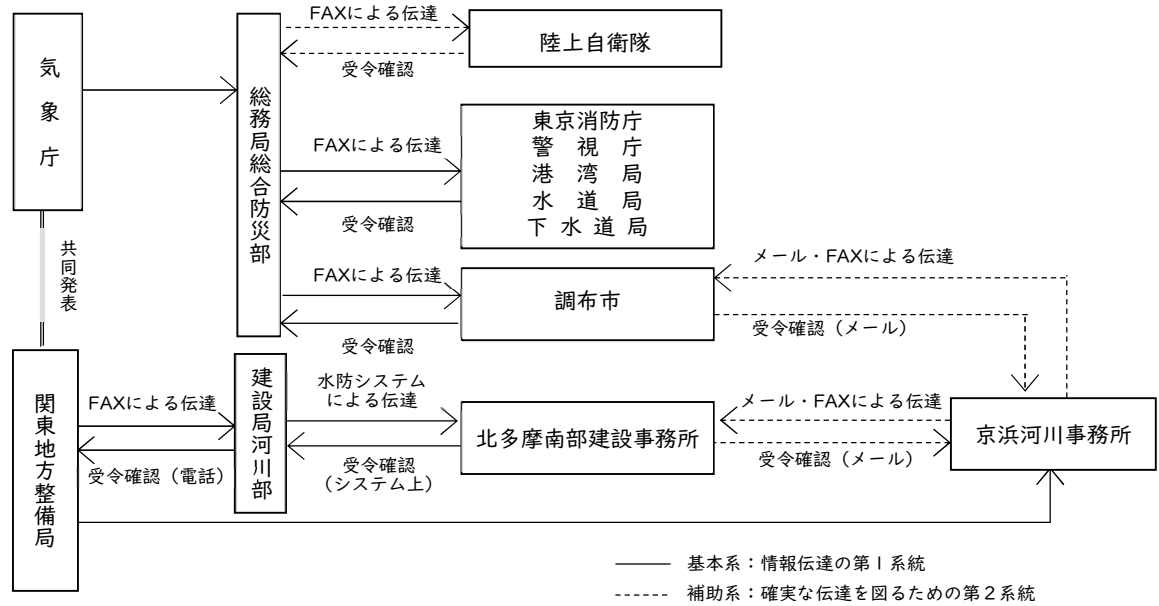 気象庁
共同発表
関東地方整備局
総務局総合防災部
FAXによる伝達
受令確認
陸上自衛隊
FAXによる伝達
受令確認
東京消防庁
警視庁
港湾局
水道局
下水道局
FAXによる伝達
受令確認
調布市
メール・FAXによる伝達
受令確認（メール）
FAXによる伝達
受令確認（電話）
建設局河川部
水防システム
による伝達
受令確認
（システム上）
北多摩南部建設事務所
メール・FAXによる伝達
受令確認（メール）
京浜河川事務所
基本系：情報伝達の第１系統
補助系：確実な伝達を図るための第２系統